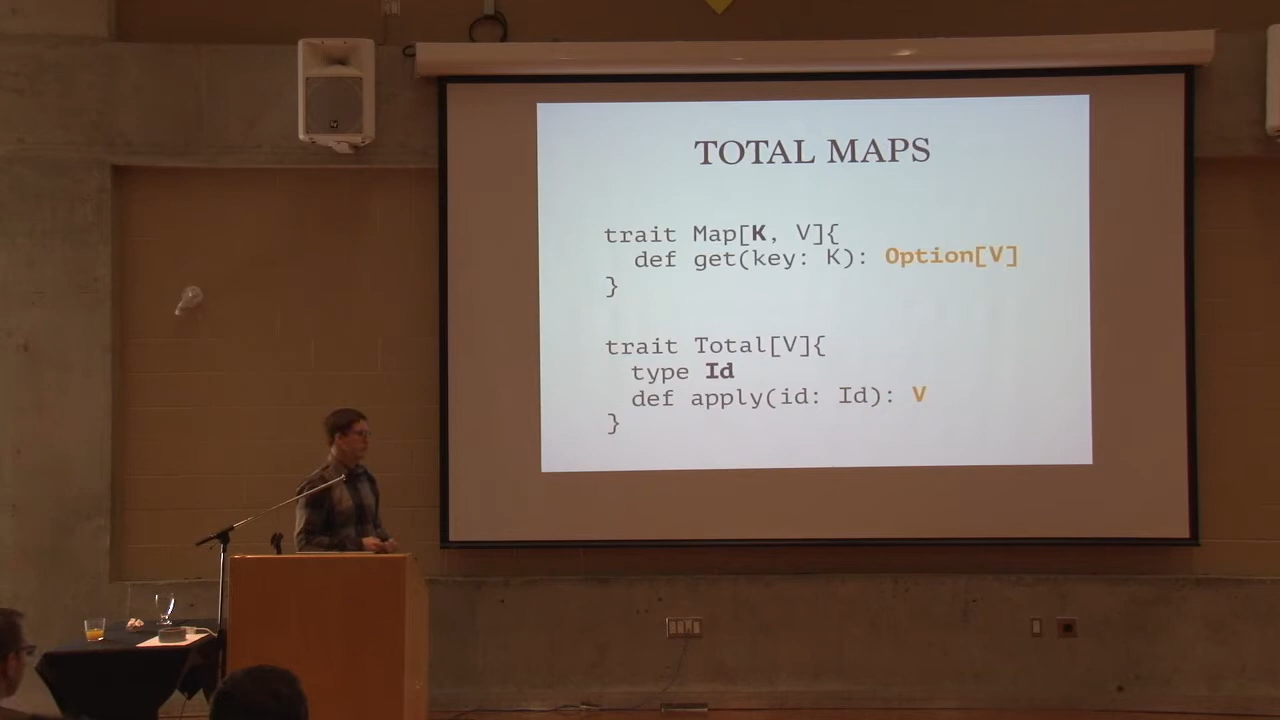 TOTAL MAPS
trait Map[K, V]{
def get(key: K): Option[V]
}
trait Total[V]{
type Id
def apply(id: Id): V
}